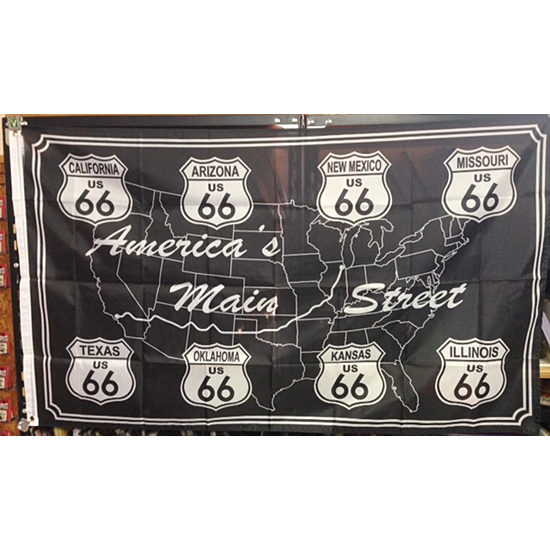 CALIFORNIA
US
66
ARIZONA
US
66
NEW MEXICO
US
66
MISSOURI
US
66
America's
Main Street
TEXAS
US
66
OKLAHOMA
US
66
KANSAS
US
66
ILLINOIS
US
66